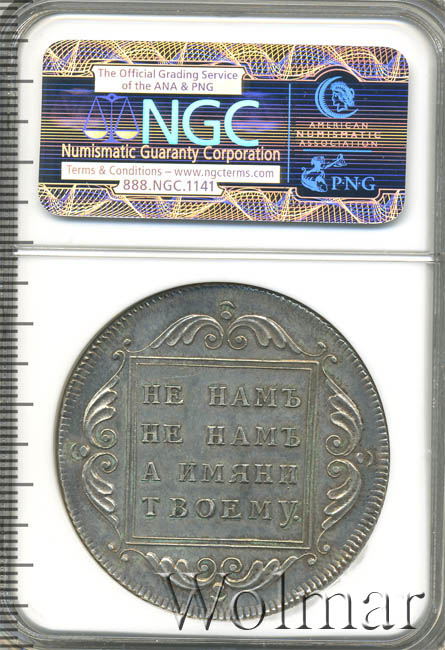 The Official Grading Service
of the ANA & PNG
NGC
Numismatic Guaranty Corporation
Terms & Conditions – www.ngcterms.com
888.NGC.1141
AMERICAN
NUMISMATIC
ASSOCIATION
P·N·G
НЕ НАМЪ
НЕ НАМЪ
А ИМЯНИ
ТВОЕМУ.
Wolmar